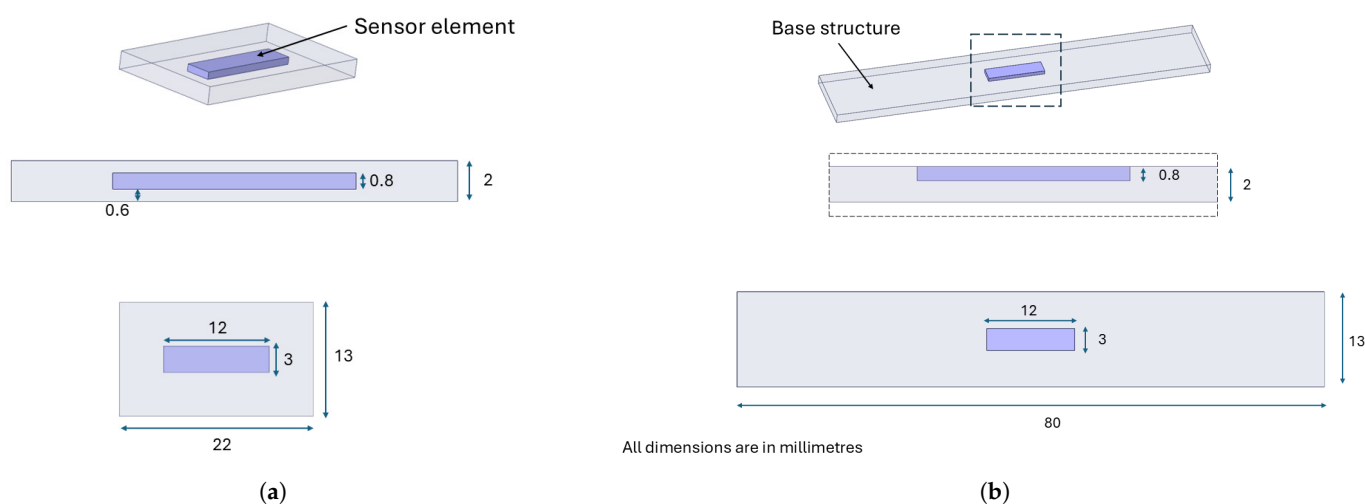 Sensor element
0.8
2
0.6
12
3
13
22
(a)
Base structure
0.8
2
12
3
13
80
All dimensions are in millimetres
(b)